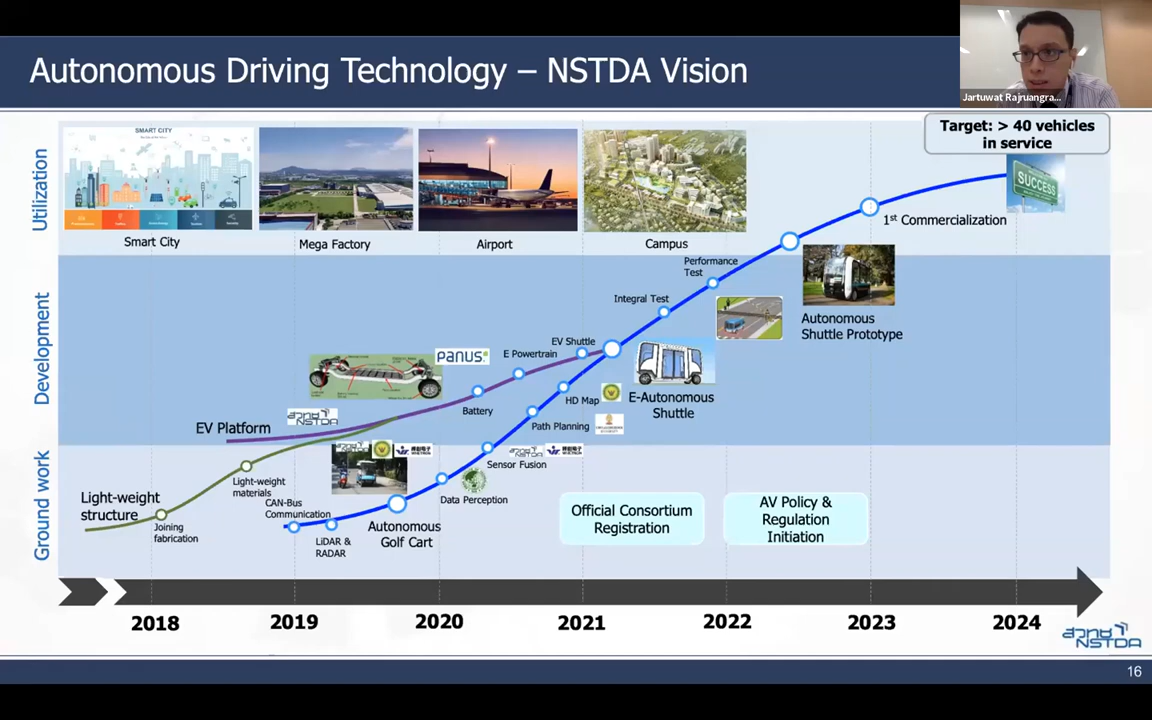 Autonomous Driving Technology – NSTDA Vision
Jartuwat Rajruangra...
Target: > 40 vehicles
in service
Utilization
SMART CITY
SUCCESS
Smart City
Mega Factory
Airport
Campus
1st Commercialization
Development
Performance
Test
Integral Test
Autonomous
Shuttle Prototype
EV Shuttle
E Powertrain
PANUS
E-Autonomous
Shuttle
HD Map
Battery
Path Planning
NSTDA
EV Platform
Ground work
Sensor Fusion
Light-weight
structure
Light-weight
materials
Joining
fabrication
CAN-Bus
Communication
LiDAR &
RADAR
Autonomous
Golf Cart
Data Perception
Official Consortium
Registration
AV Policy &
Regulation
Initiation
2018
2019
2020
2021
2022
2023
2024
สวทช
NSTDA
16